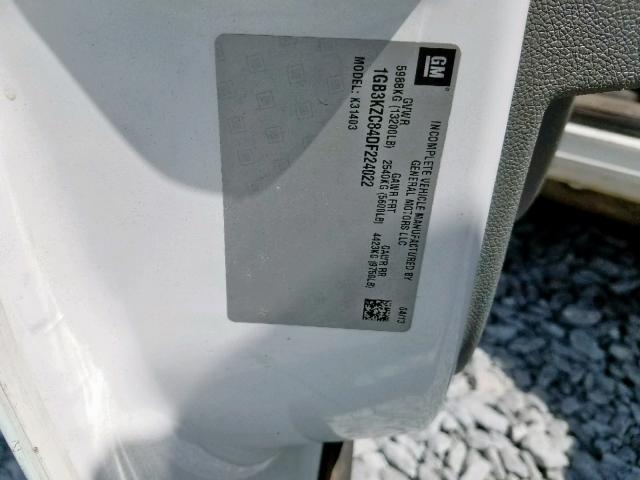 GM
INCOMPLETE VEHICLE MANUFACTURED BY
GENERAL MOTORS LLC
04/13
GVWR GAWR FRT GAWR RR
5988KG (13200LB) 2540KG (5600LB) 4423KG (9750LB)
1GB3KZC84DF224022
MODEL: K31403